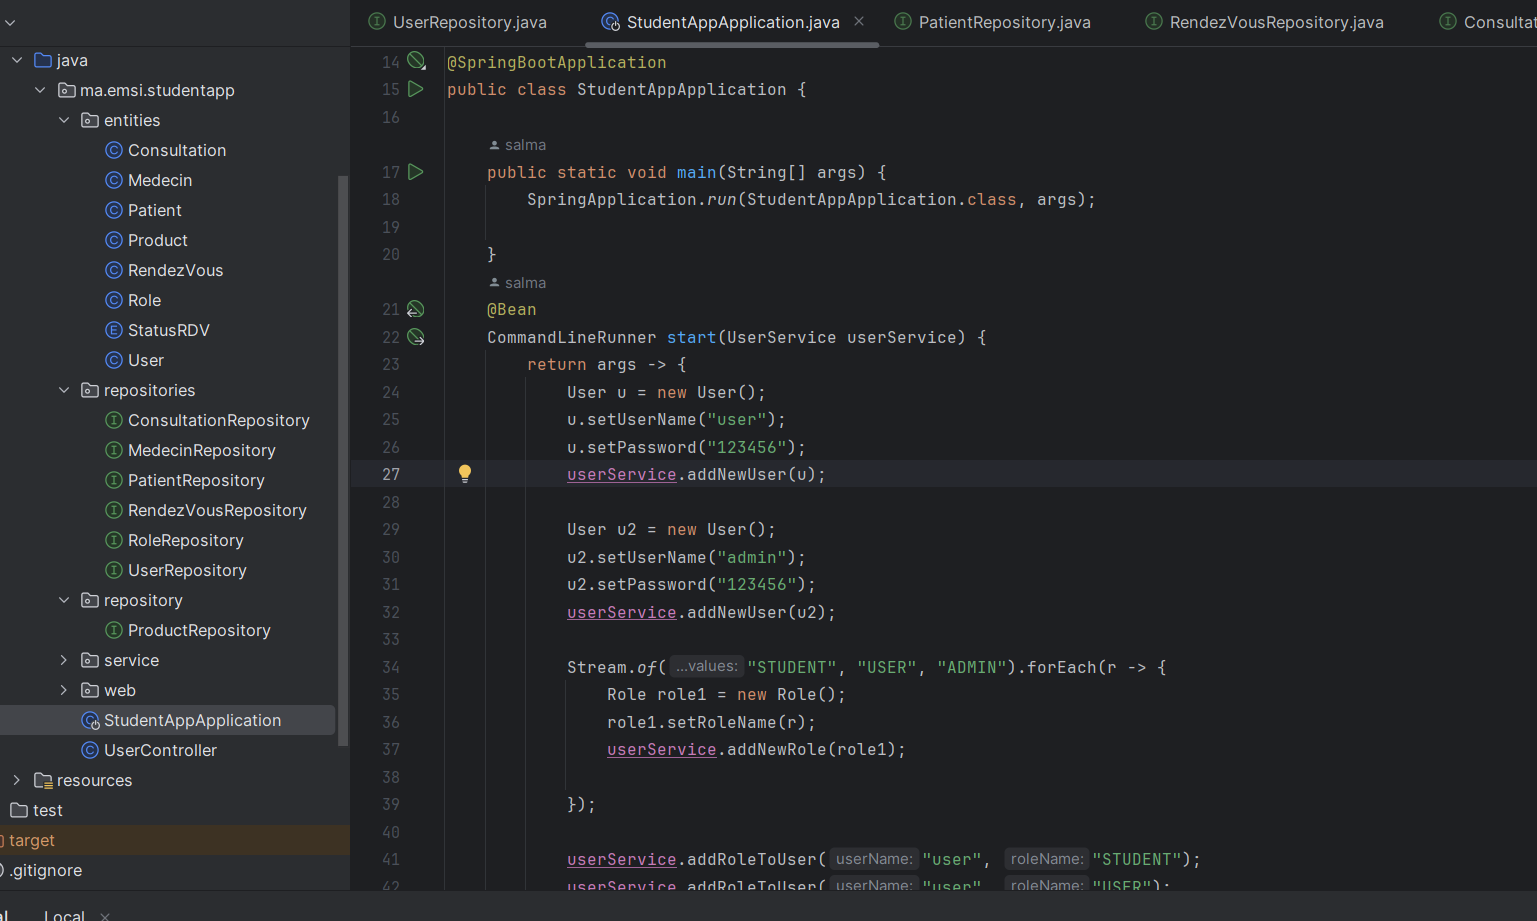 UserRepository.java
StudentAppApplication.java
PatientRepository.java
RendezVousRepository.java
java
ma.emsi.studentapp
entities
Consultation
Medecin
Patient
Product
RendezVous
Role
StatusRDV
User
repositories
ConsultationRepository
MedecinRepository
PatientRepository
RendezVousRepository
RoleRepository
UserRepository
repository
ProductRepository
service
web
StudentAppApplication
UserController
resources
test
target
.gitignore
Local
14 @SpringBootApplication
15 public class StudentAppApplication {
16
salma
17 public static void main(String[] args) {
18 SpringApplication.run(StudentAppApplication.class, args);
19
20 }
salma
21 @Bean
22 CommandLineRunner start(UserService userService) {
23 return args -> {
24 User u = new User();
25 u.setUserName("user");
26 u.setPassword("123456");
27 userService.addNewUser(u);
28
29 User u2 = new User();
30 u2.setUserName("admin");
31 u2.setPassword("123456");
32 userService.addNewUser(u2);
33
34 Stream.of( ...values: "STUDENT", "USER", "ADMIN").forEach(r -> {
35 Role role1 = new Role();
36 role1.setRoleName(r);
37 userService.addNewRole(role1);
38
39 });
40
41 userService.addRoleToUser( userName: "user", roleName: "STUDENT");
42 userService.addRoleToUser( userName: "user", roleName: "USER");